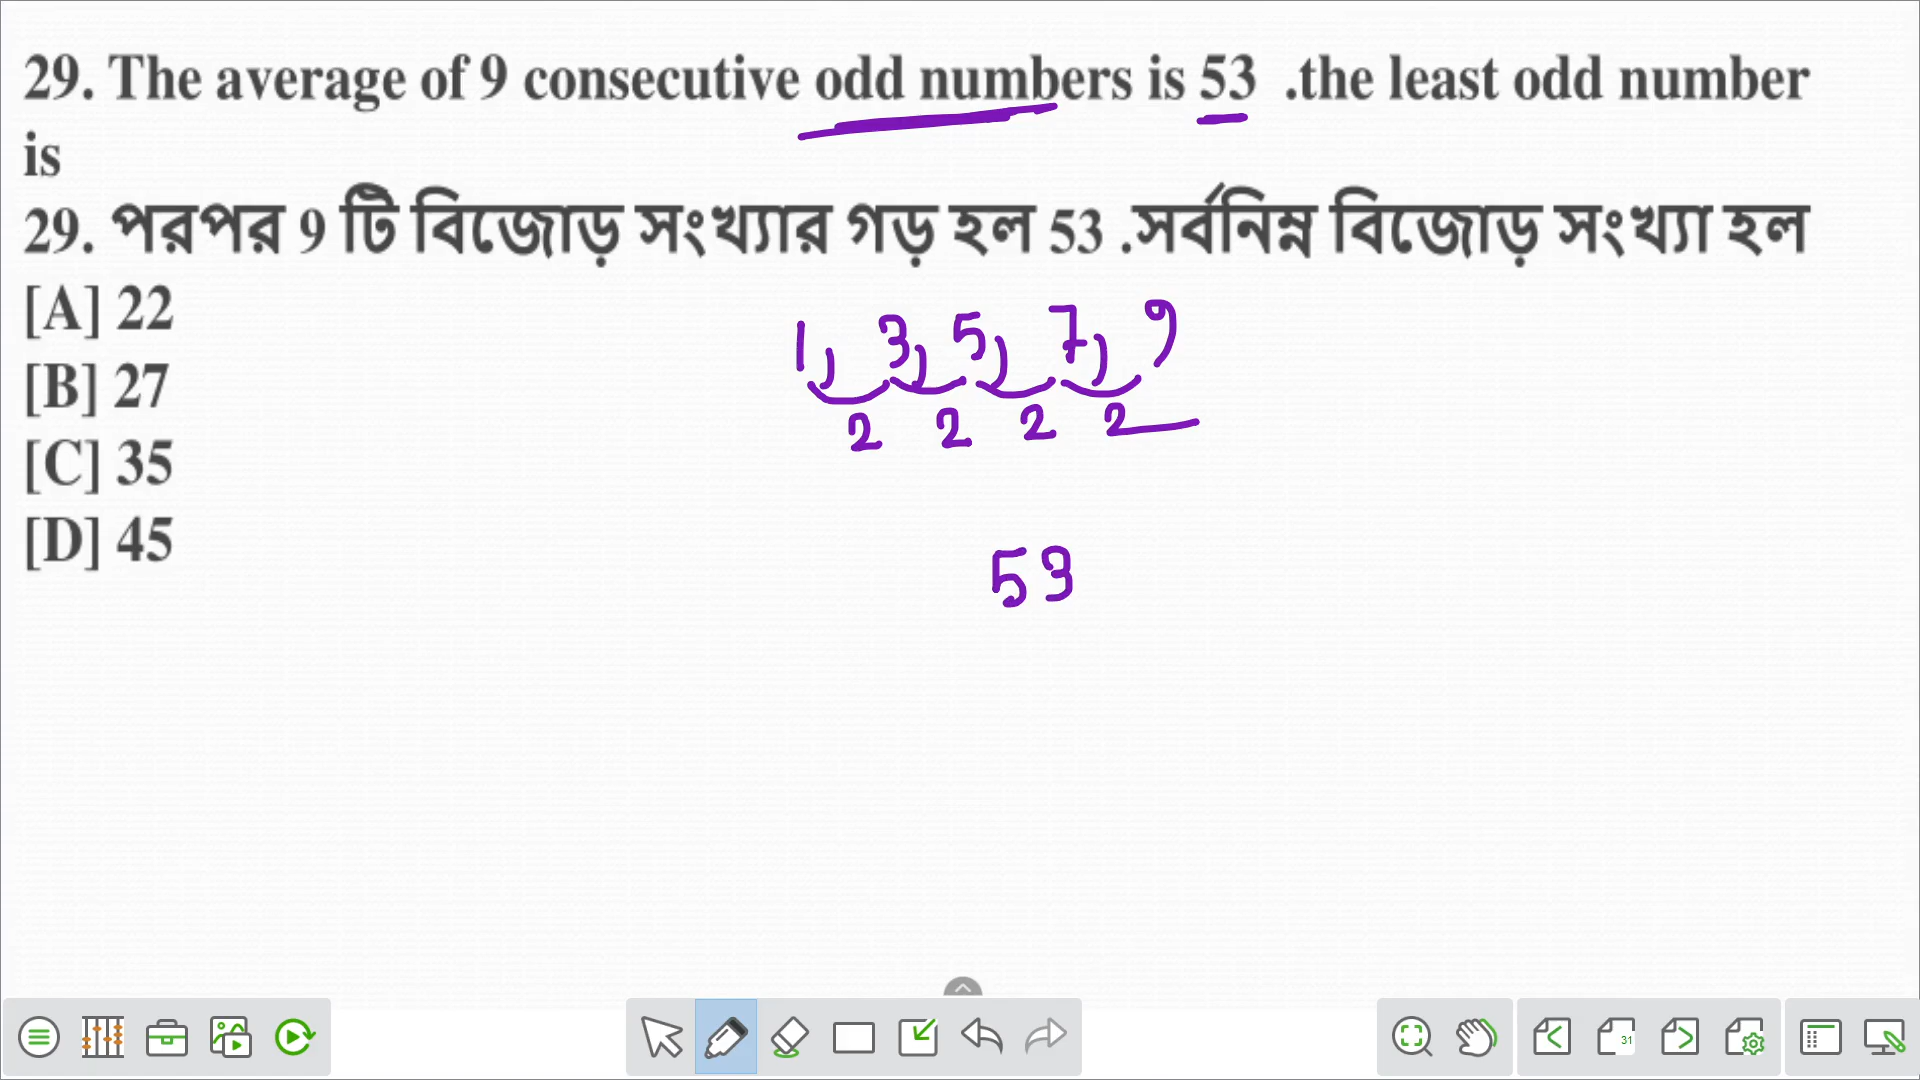 29. The average of 9 consecutive odd numbers is 53 .the least odd number
is
29. পরপর 9 টি বিজোড় সংখ্যার গড় হল 53 .সর্বনিম্ন বিজোড় সংখ্যা হল
[A] 22
[B] 27
[C] 35
[D] 45
1, 3, 5, 7, 9
2 2 2 2
53
31